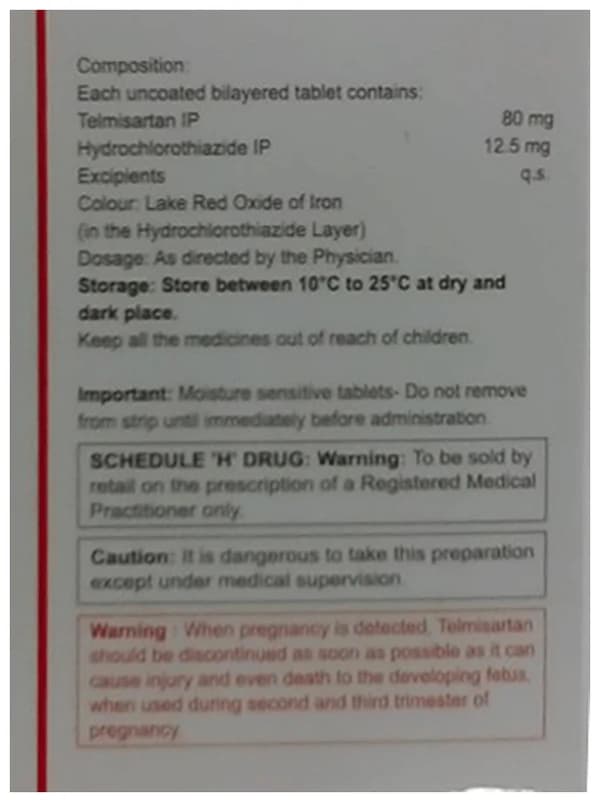 Composition:
Each uncoated bilayered tablet contains:
Telmisartan IP 80 mg
Hydrochlorothiazide IP 12.5 mg
Excipients q.s.
Colour: Lake Red Oxide of Iron
(in the Hydrochlorothiazide Layer)
Dosage: As directed by the Physician.
Storage: Store between 10°C to 25°C at dry and
dark place.
Keep all the medicines out of reach of children.
Important: Moisture sensitive tablets- Do not remove
from strip until immediately before administration.
SCHEDULE 'H' DRUG: Warning: To be sold by
retail on the prescription of a Registered Medical
Practitioner only.
Caution: It is dangerous to take this preparation
except under medical supervision.
Warning : When pregnancy is detected, Telmisartan
should be discontinued as soon as possible as it can
cause injury and even death to the developing fetus,
when used during second and third trimester of
pregnancy.